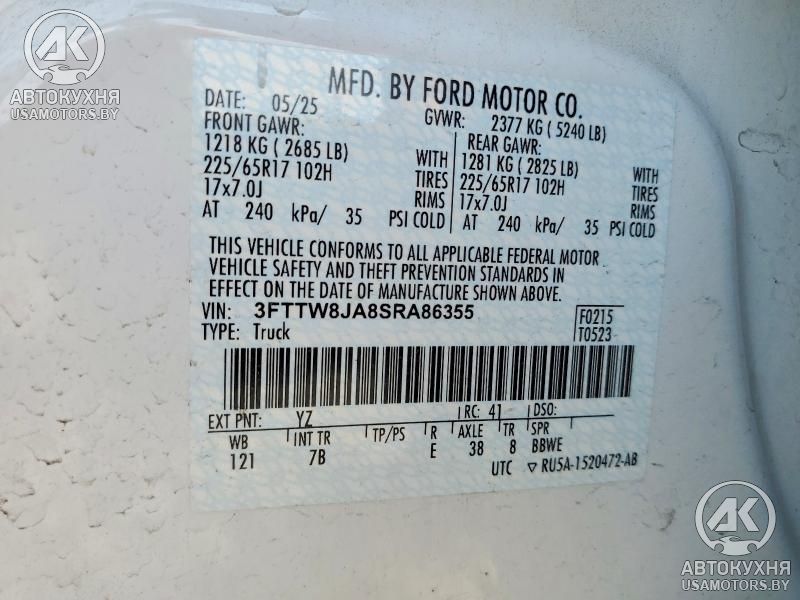 АК
АВТОКУХНЯ
USAMOTORS.BY
MFD. BY FORD MOTOR CO.
DATE: 05/25 GVWR: 2377 KG ( 5240 LB)
FRONT GAWR: REAR GAWR:
1218 KG ( 2685 LB) WITH 1281 KG ( 2825 LB) WITH
225/65R17 102H TIRES 225/65R17 102H TIRES
17x7.0J RIMS 17x7.0J RIMS
AT 240 kPa/ 35 PSI COLD AT 240 kPa/ 35 PSI COLD
THIS VEHICLE CONFORMS TO ALL APPLICABLE FEDERAL MOTOR
VEHICLE SAFETY AND THEFT PREVENTION STANDARDS IN
EFFECT ON THE DATE OF MANUFACTURE SHOWN ABOVE.
VIN: 3FTTW8JA8SRA86355 F0215
TYPE: Truck T0523
EXT PNT: YZ RC: 41 DSO:
WB INT TR TP/PS R AXLE TR SPR
121 7B E 38 8 BBWE
UTC ▽ RU5A-1520472-AB
АК
АВТОКУХНЯ
USAMOTORS.BY